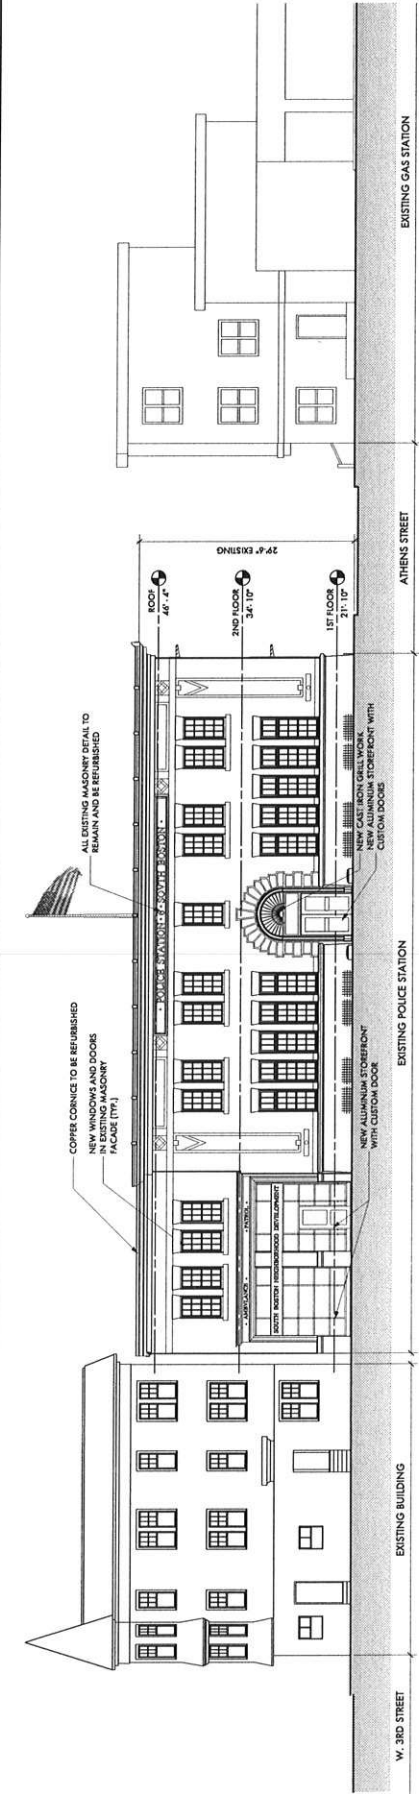 COPPER CORNICE TO BE REFURBISHED
NEW WINDOWS AND DOORS
IN EXISTING MASONRY
FACADE (TYP.)
ALL EXISTING MASONRY DETAIL TO
REMAIN AND BE REFURBISHED
· POLICE STATION · 6 · SOUTH BOSTON ·
ROOF
46'- 4"
2ND FLOOR
34'- 10"
1ST FLOOR
21'- 10"
29'-6" EXISTING
· AMBVLANCE · · PATROL ·
SOUTH BOSTON NEIGHBORHOOD DEVELOPMENT
NEW ALUMINUM STOREFRONT
WITH CUSTOM DOOR
NEW CAST IRON GRILL WORK
NEW ALUMINUM STOREFRONT WITH
CUSTOM DOORS
W. 3RD STREET
EXISTING BUILDING
EXISTING POLICE STATION
ATHENS STREET
EXISTING GAS STATION